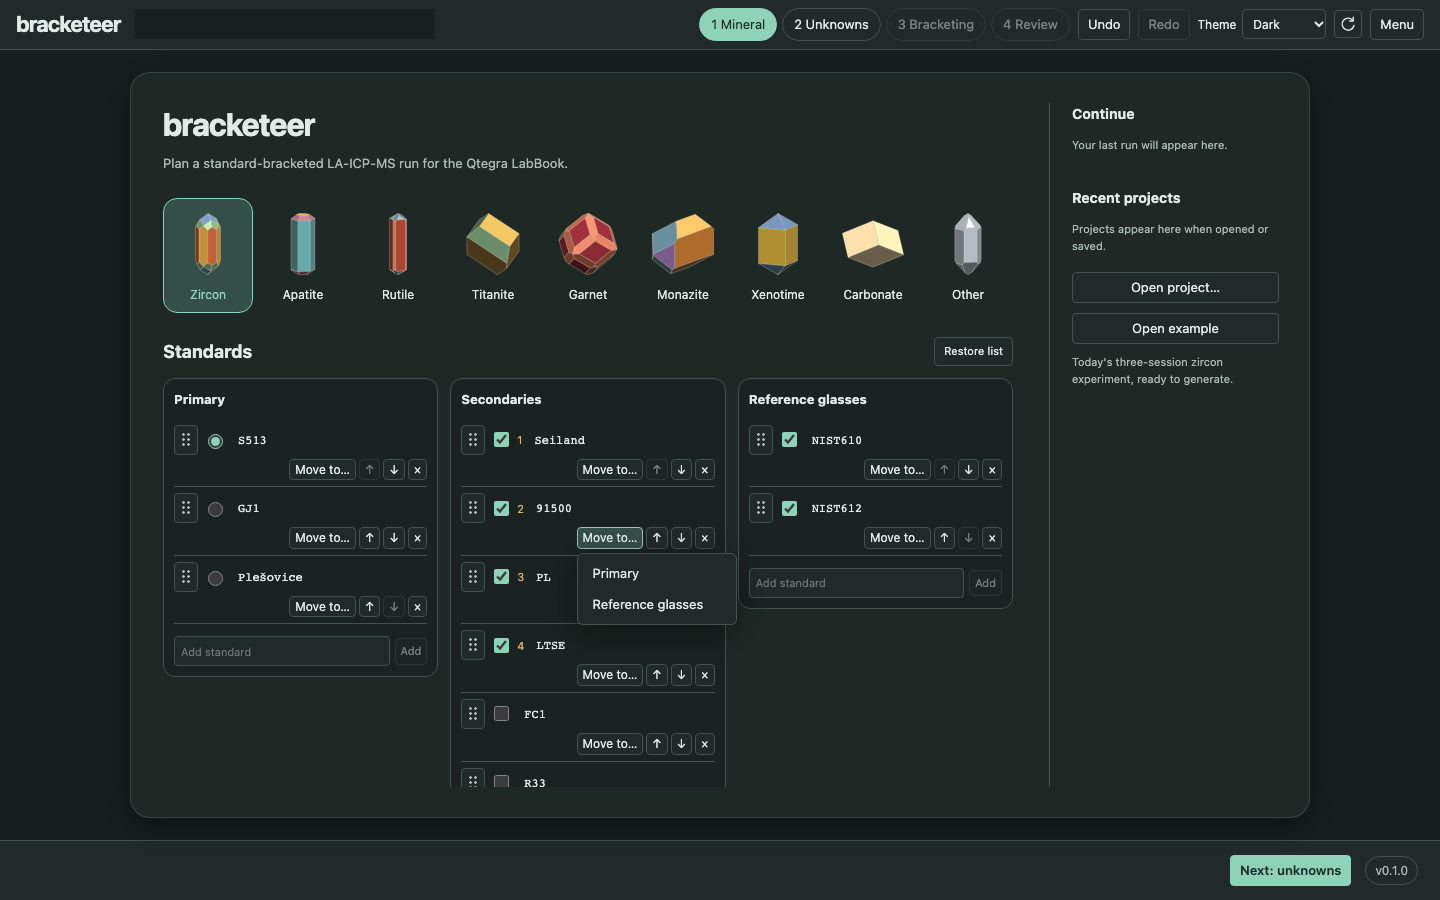 bracketeer
1 Mineral
2 Unknowns
3 Bracketing
4 Review
Undo
Redo
Theme
Dark
Menu
bracketeer
Plan a standard-bracketed LA-ICP-MS run for the Qtegra LabBook.
Zircon
Apatite
Rutile
Titanite
Garnet
Monazite
Xenotime
Carbonate
Other
Standards
Restore list
Primary
S513
Move to... ↑ ↓ ×
GJ1
Move to... ↑ ↓ ×
Plešovice
Move to... ↑ ↓ ×
Add standard
Add
Secondaries
1 Seiland
Move to... ↑ ↓ ×
2 91500
Move to... ↑ ↓ ×
Primary
Reference glasses
3 PL
4 LTSE
Move to... ↑ ↓ ×
FC1
Move to... ↑ ↓ ×
R33
Reference glasses
NIST610
Move to... ↑ ↓ ×
NIST612
Move to... ↑ ↓ ×
Add standard
Add
Continue
Your last run will appear here.
Recent projects
Projects appear here when opened or
saved.
Open project...
Open example
Today's three-session zircon
experiment, ready to generate.
Next: unknowns
v0.1.0